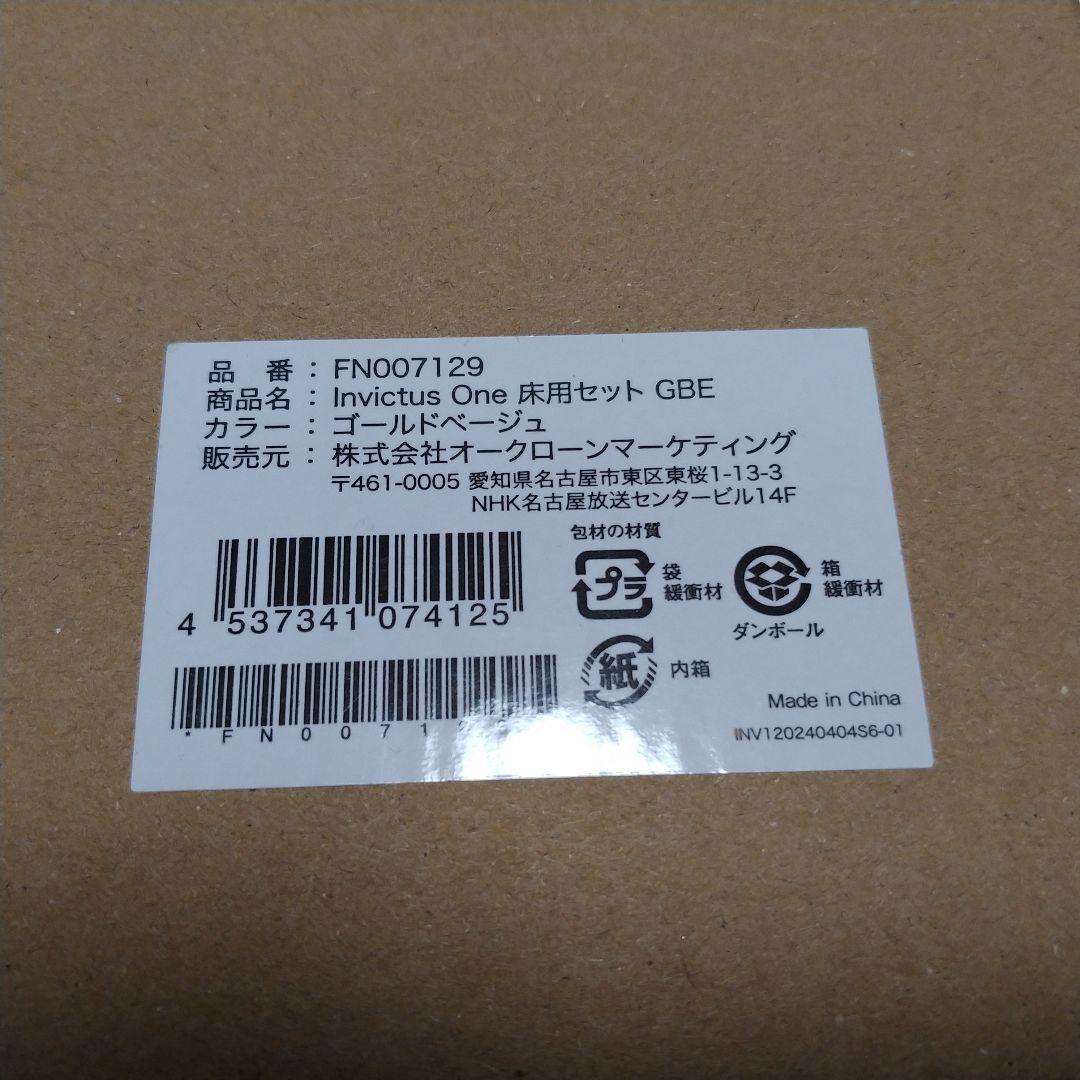 品 番 : FN007129
商品名 : Invictus One 床用セット GBE
カラー : ゴールドベージュ
販売元 : 株式会社オークローンマーケティング
〒461-0005 愛知県名古屋市東区東桜1-13-3
NHK名古屋放送センタービル14F
包材の材質
プラ 袋 緩衝材
箱 緩衝材
ダンボール
紙 内箱
4 537341 074125
*FN0071
Made in China
INV120240404S6-01